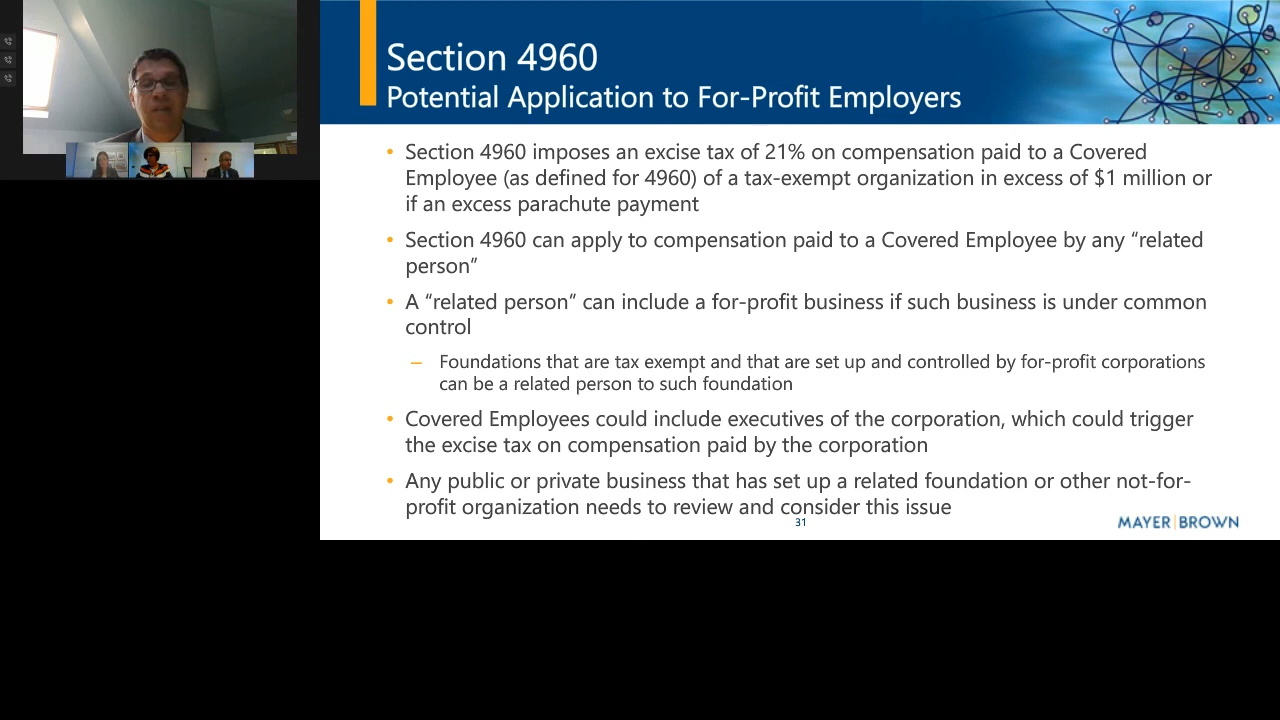 Section 4960
Potential Application to For-Profit Employers
• Section 4960 imposes an excise tax of 21% on compensation paid to a Covered
Employee (as defined for 4960) of a tax-exempt organization in excess of $1 million or
if an excess parachute payment
• Section 4960 can apply to compensation paid to a Covered Employee by any “related
person”
• A “related person” can include a for-profit business if such business is under common
control
– Foundations that are tax exempt and that are set up and controlled by for-profit corporations
can be a related person to such foundation
• Covered Employees could include executives of the corporation, which could trigger
the excise tax on compensation paid by the corporation
• Any public or private business that has set up a related foundation or other not-for-
profit organization needs to review and consider this issue
31
MAYER|BROWN